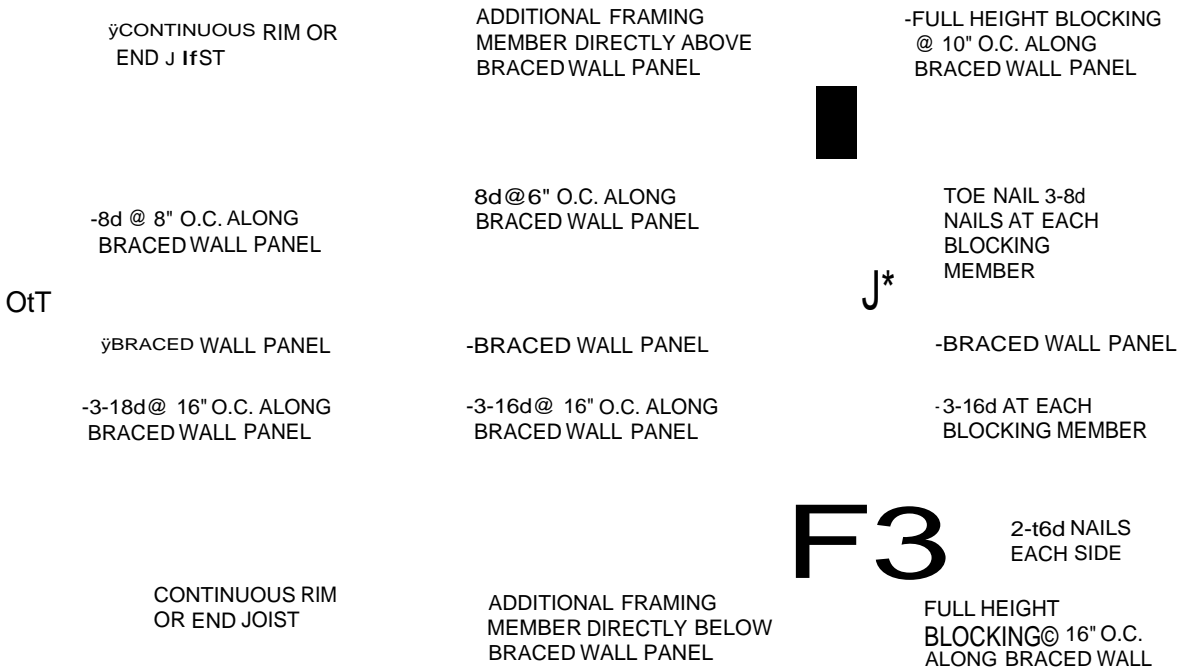 ÿCONTINUOUS RIM OR
END J IfST
ADDITIONAL FRAMING
MEMBER DIRECTLY ABOVE
BRACED WALL PANEL
-FULL HEIGHT BLOCKING
@ 10" O.C. ALONG
BRACED WALL PANEL
-8d @ 8" O.C. ALONG
BRACED WALL PANEL
8d@6" O.C. ALONG
BRACED WALL PANEL
TOE NAIL 3-8d
NAILS AT EACH
BLOCKING
MEMBER
OtT
J*
ÿBRACED WALL PANEL
-BRACED WALL PANEL
-BRACED WALL PANEL
-3-18d@ 16" O.C. ALONG
BRACED WALL PANEL
-3-16d@ 16" O.C. ALONG
BRACED WALL PANEL
-3-16d AT EACH
BLOCKING MEMBER
F3
2-t6d NAILS
EACH SIDE
CONTINUOUS RIM
OR END JOIST
ADDITIONAL FRAMING
MEMBER DIRECTLY BELOW
BRACED WALL PANEL
FULL HEIGHT
BLOCKING© 16" O.C.
ALONG BRACED WALL